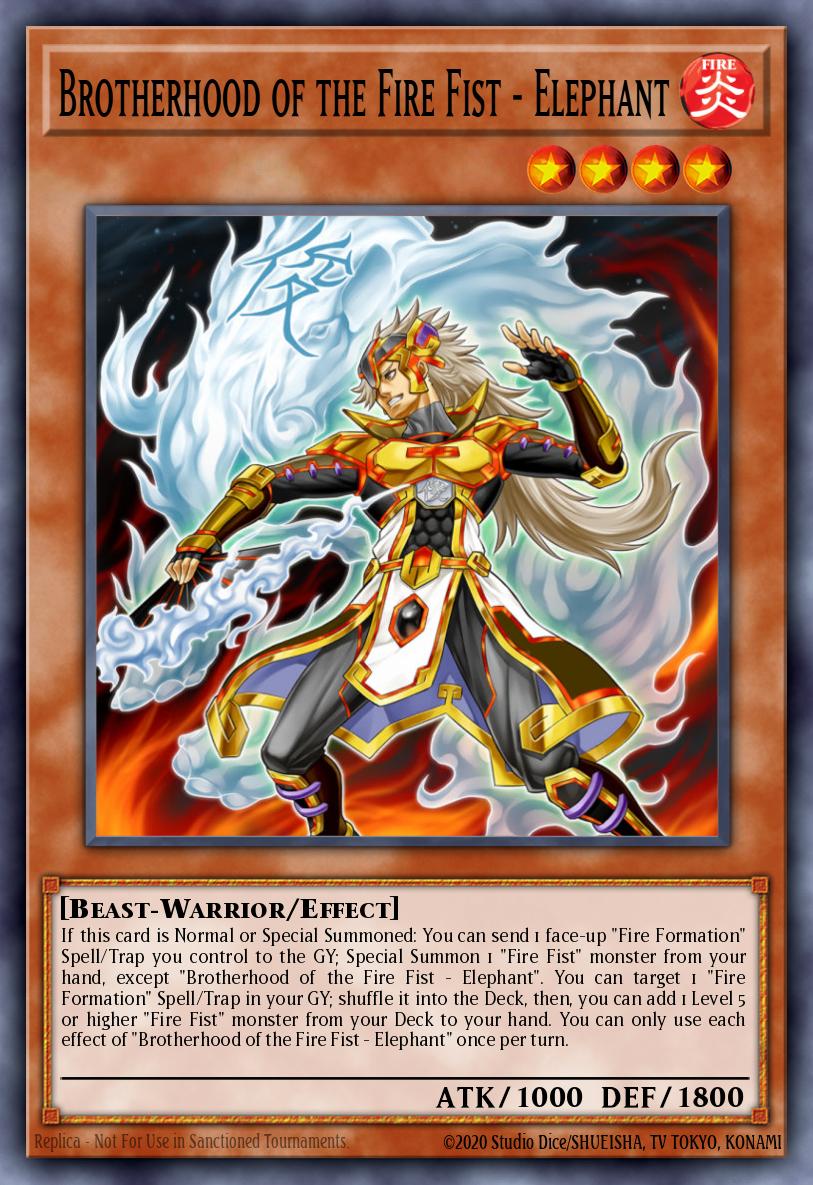 Brotherhood of the Fire Fist - Elephant
FIRE
炎
[Beast-Warrior/Effect]
If this card is Normal or Special Summoned: You can send 1 face-up "Fire Formation"
Spell/Trap you control to the GY; Special Summon 1 "Fire Fist" monster from your
hand, except "Brotherhood of the Fire Fist - Elephant". You can target 1 "Fire
Formation" Spell/Trap in your GY; shuffle it into the Deck, then, you can add 1 Level 5
or higher "Fire Fist" monster from your Deck to your hand. You can only use each
effect of "Brotherhood of the Fire Fist - Elephant" once per turn.
ATK/1000 DEF/1800
Replica - Not For Use in Sanctioned Tournaments.
©2020 Studio Dice/SHUEISHA, TV TOKYO, KONAMI